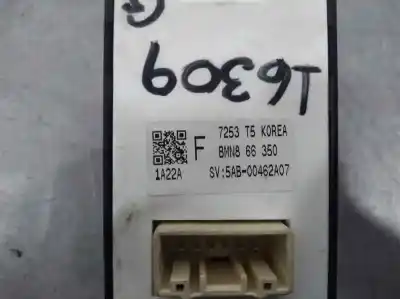 T6309
7253 T5 KOREA
F
BMN8 66 350
1A22A
SV:5AB-00462A07